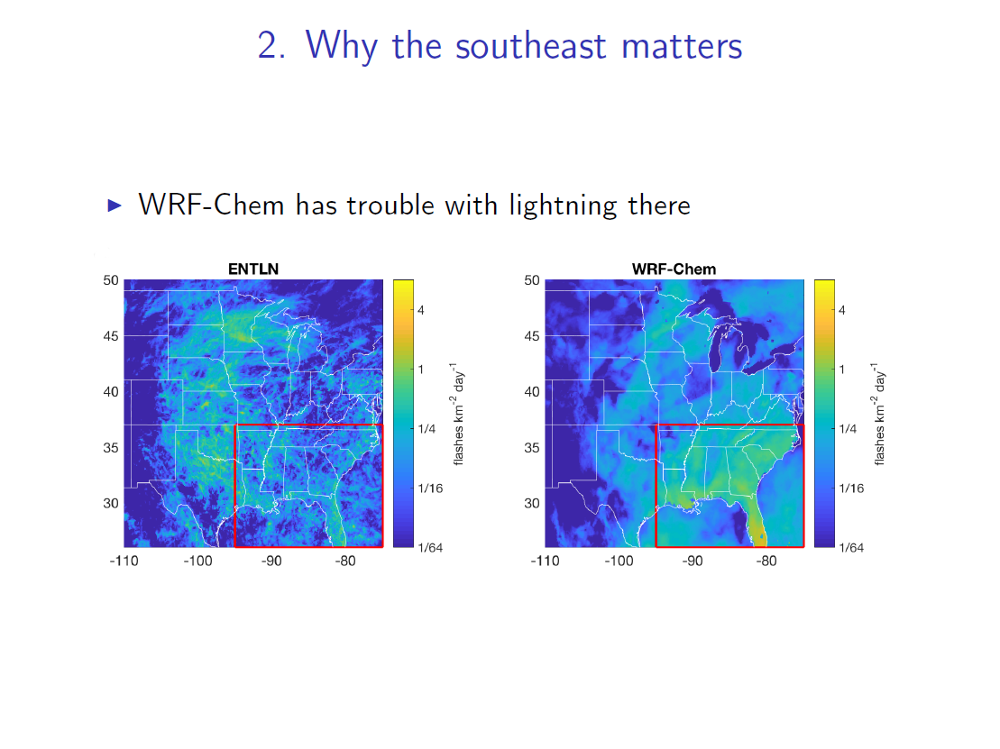 2. Why the southeast matters
▶ WRF-Chem has trouble with lightning there
ENTLN
50
45
40
35
30
-110 -100 -90 -80
4
1
1/4
1/16
1/64
flashes km⁻² day⁻¹
WRF-Chem
50
45
40
35
30
-110 -100 -90 -80
4
1
1/4
1/16
1/64
flashes km⁻² day⁻¹